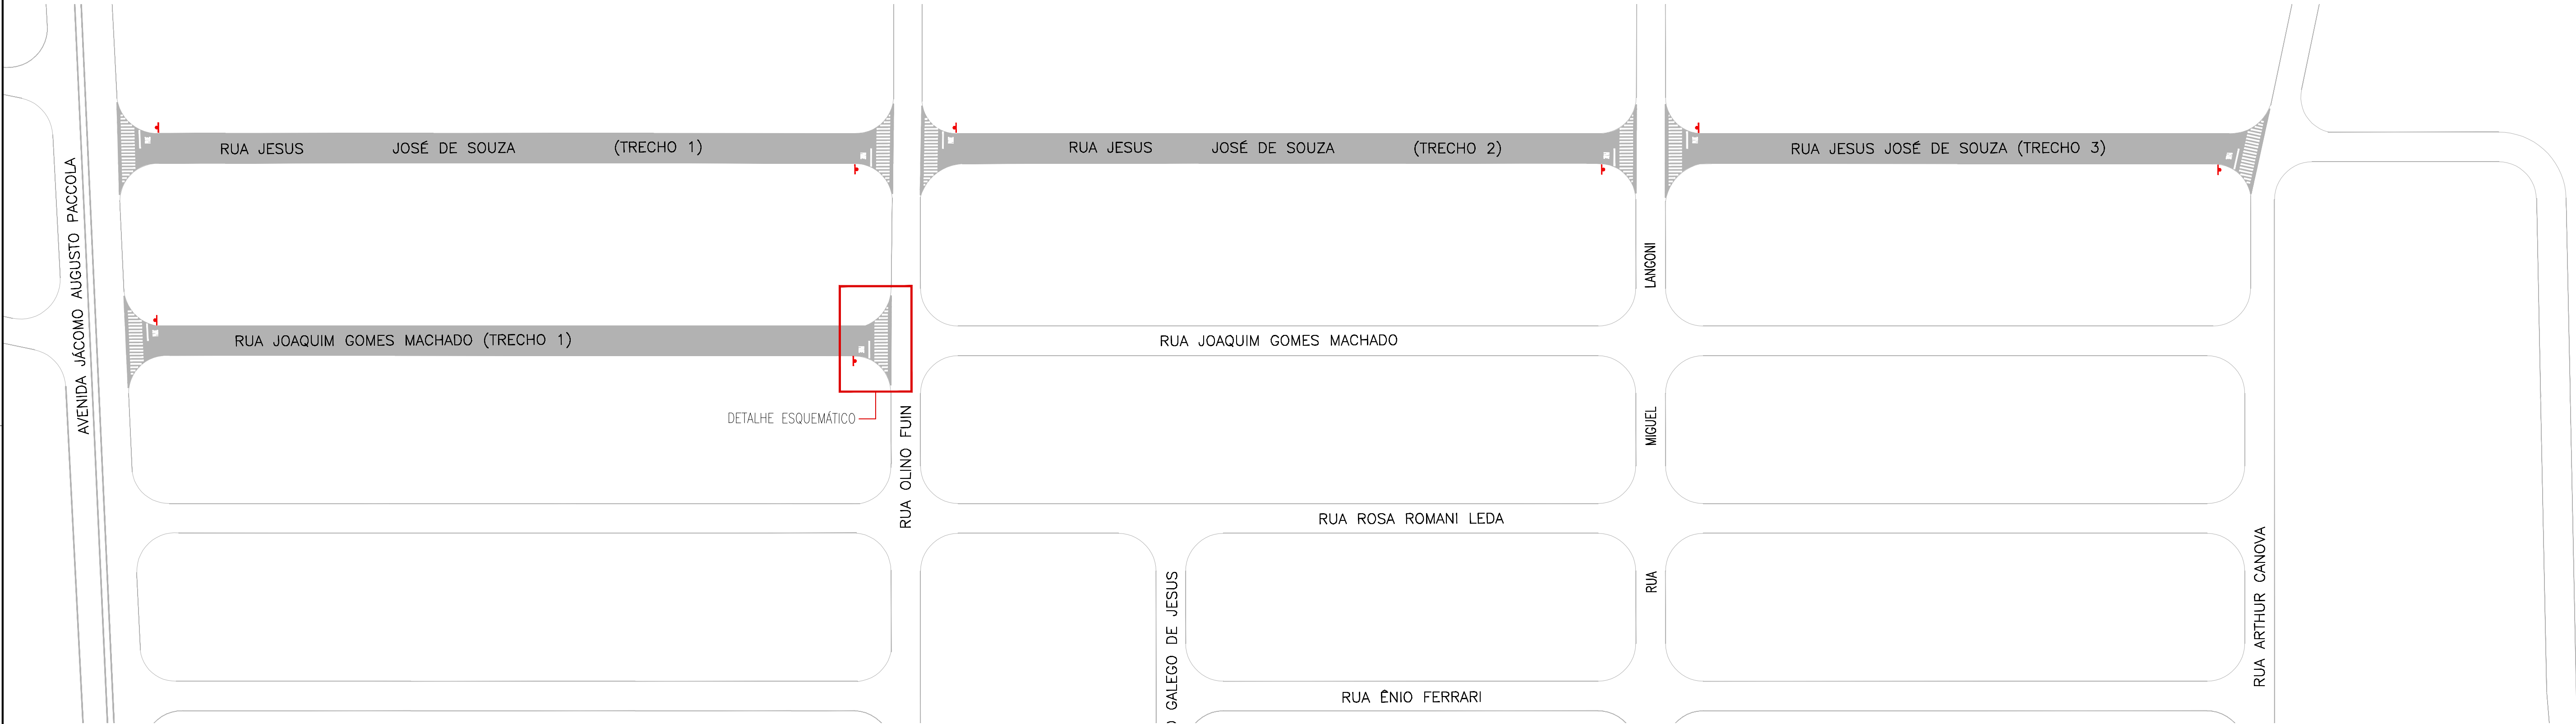 RUA JESUS JOSÉ DE SOUZA (TRECHO 1)
RUA JESUS JOSÉ DE SOUZA (TRECHO 2)
RUA JESUS JOSÉ DE SOUZA (TRECHO 3)
AVENIDA JÁCOMO AUGUSTO PACCOLA
RUA JOAQUIM GOMES MACHADO (TRECHO 1)
RUA JOAQUIM GOMES MACHADO
DETALHE ESQUEMÁTICO
RUA OLINO FUIN
RUA MIGUEL LANGONI
RUA ROSA ROMANI LEDA
GALEGO DE JESUS
RUA ARTHUR CANOVA
RUA ÊNIO FERRARI